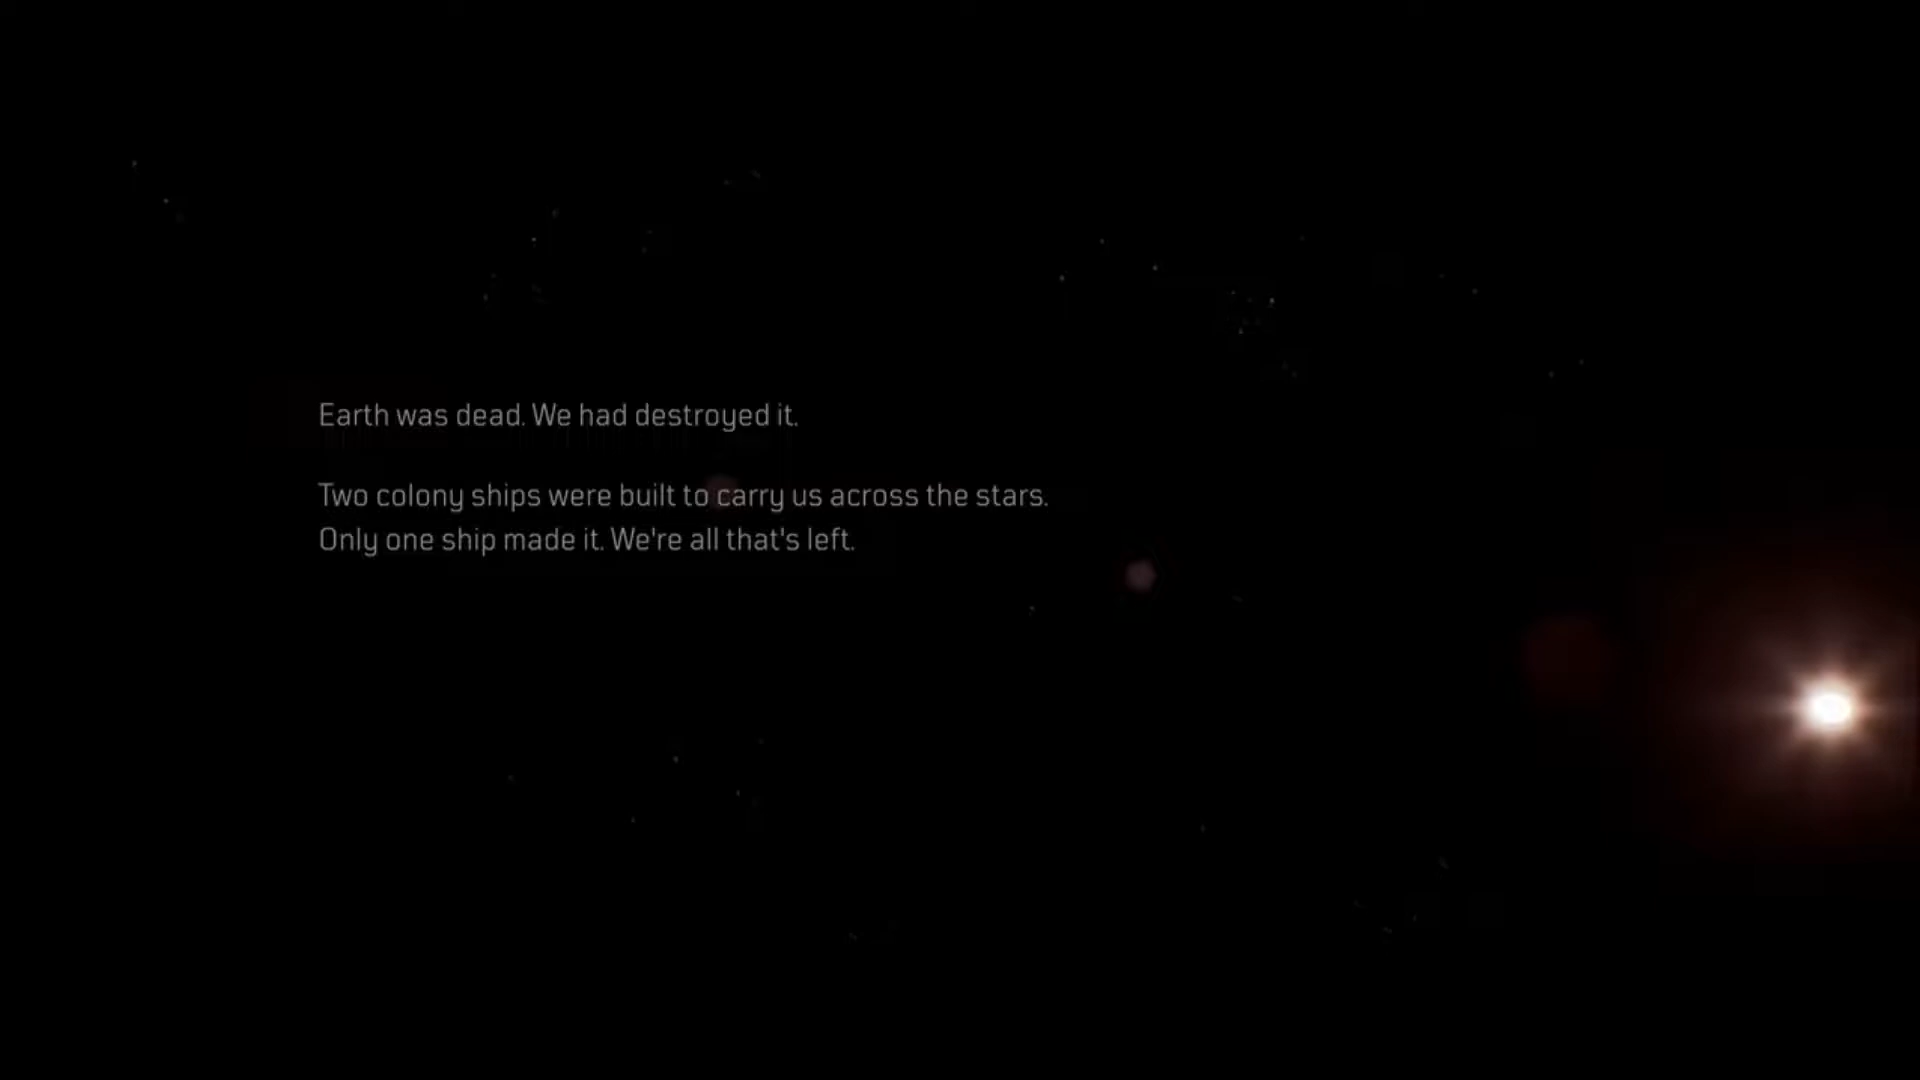 Earth was dead. We had destroyed it.
Two colony ships were built to carry us across the stars.
Only one ship made it. We're all that's left.